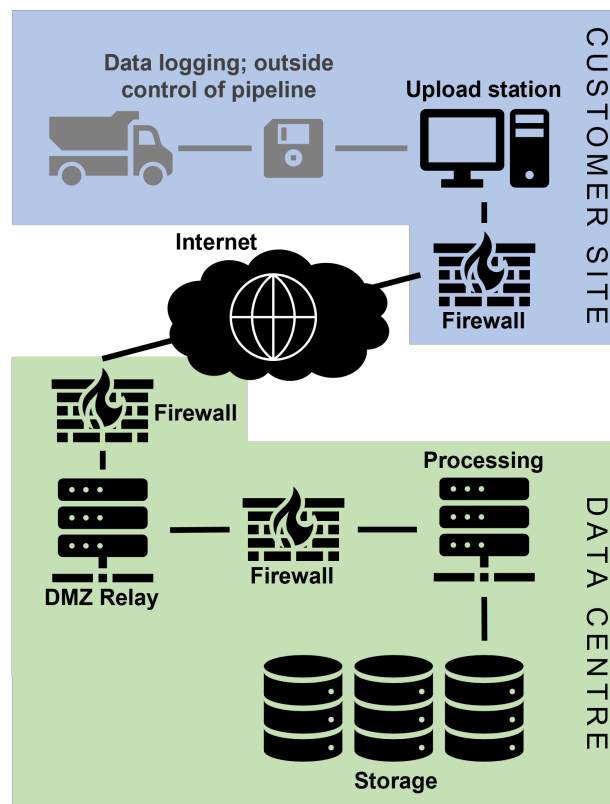 Data logging; outside
control of pipeline
Upload station
CUSTOMER SITE
Internet
Firewall
Firewall
Processing
Firewall
DMZ Relay
DATA CENTRE
Storage